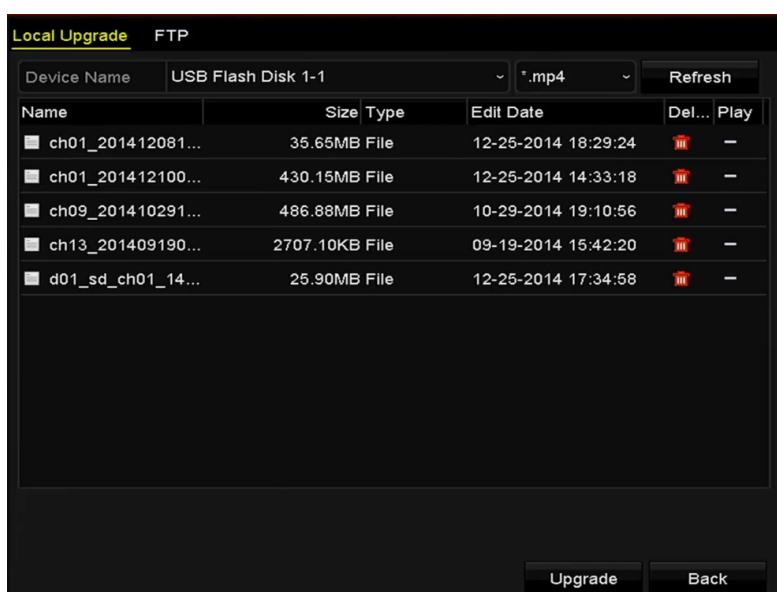 Local Upgrade FTP
Device Name USB Flash Disk 1-1 *.mp4 Refresh
Name Size Type Edit Date Del... Play
ch01_201412081... 35.65MB File 12-25-2014 18:29:24 –
ch01_201412100... 430.15MB File 12-25-2014 14:33:18 –
ch09_201410291... 486.88MB File 10-29-2014 19:10:56 –
ch13_201409190... 2707.10KB File 09-19-2014 15:42:20 –
d01_sd_ch01_14... 25.90MB File 12-25-2014 17:34:58 –
Upgrade Back